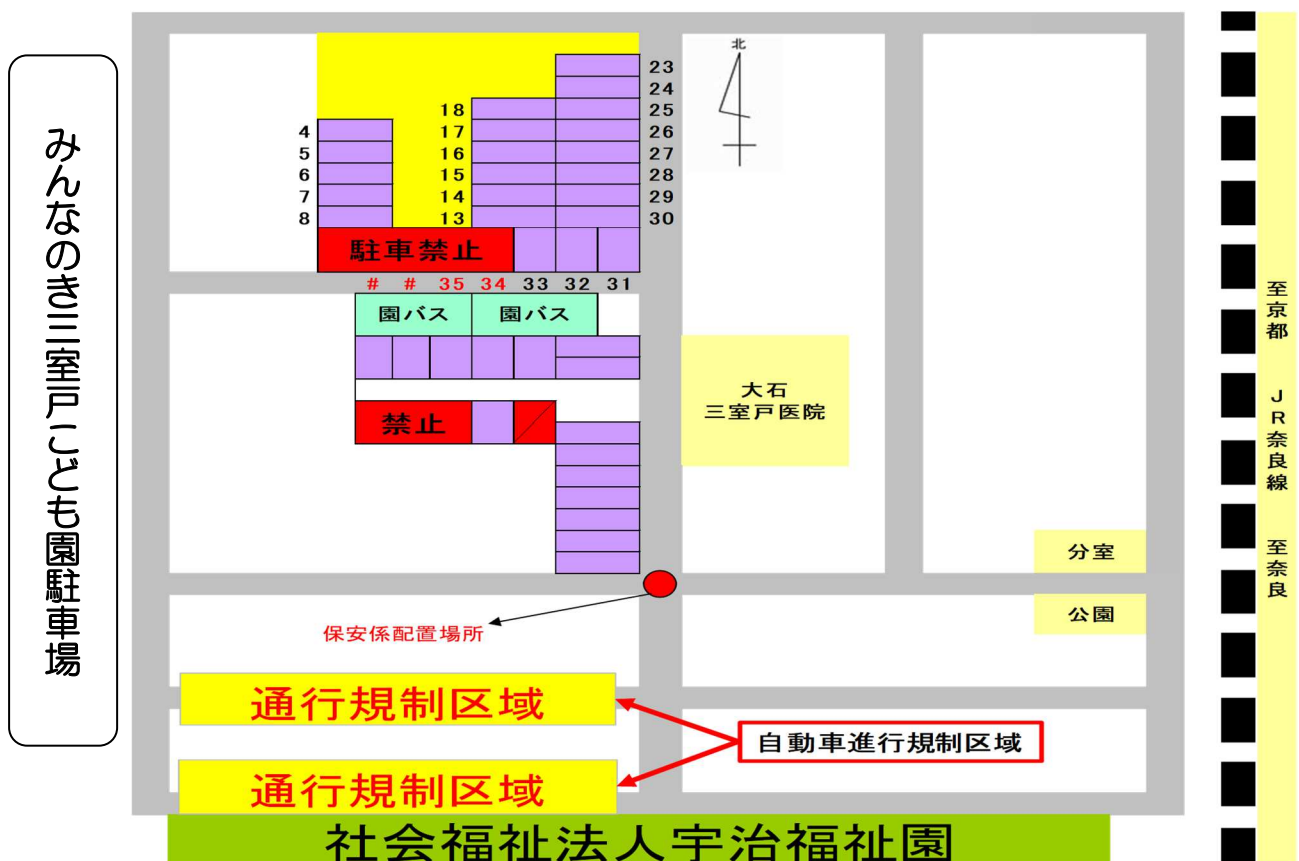 みんなのき三室戸こども園駐車場
北
23
24
18 25
4 17 26
5 16 27
6 15 28
7 14 29
8 13 30
駐車禁止
# # 35 34 33 32 31
園バス 園バス
大石
三室戸医院
禁止
分室
公園
保安係配置場所
通行規制区域
自動車進行規制区域
通行規制区域
社会福祉法人宇治福祉園
至京都 JR奈良線 至奈良